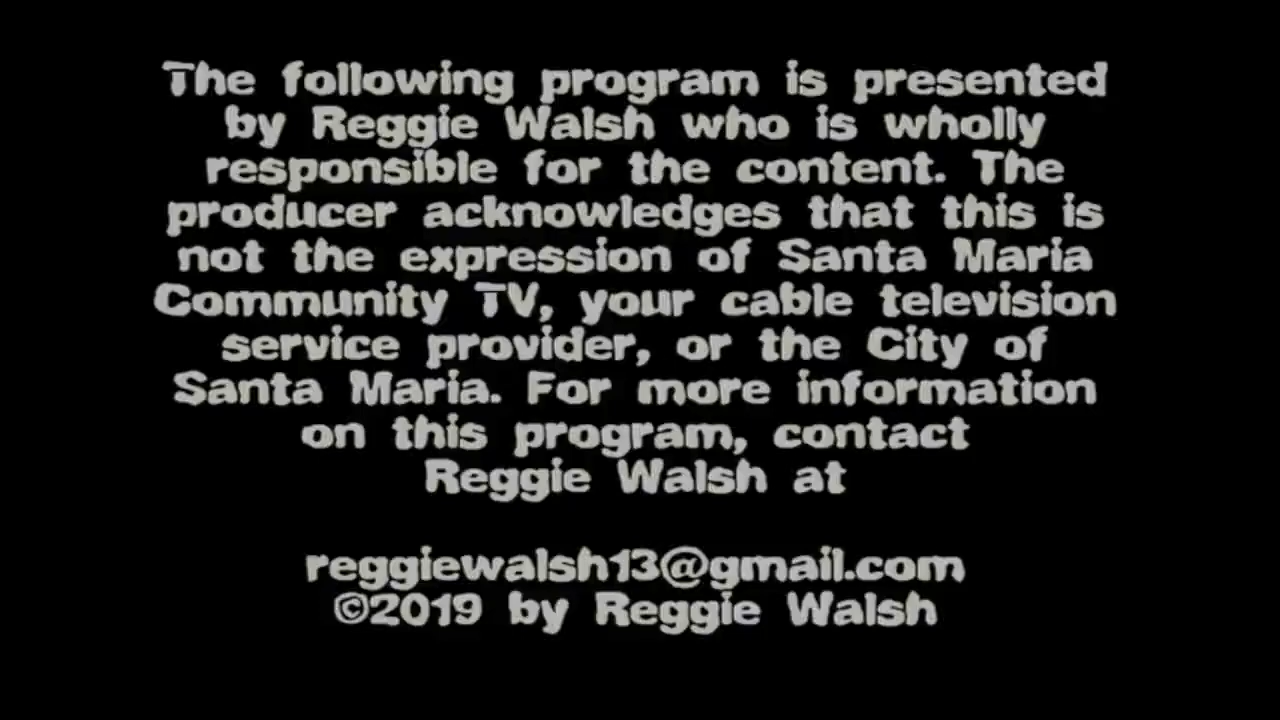 The following program is presented
by Reggie Walsh who is wholly
responsible for the content. The
producer acknowledges that this is
not the expression of Santa Maria
Community TV, your cable television
service provider, or the City of
Santa Maria. For more information
on this program, contact
Reggie Walsh at
reggiewalsh13@gmail.com
©2019 by Reggie Walsh